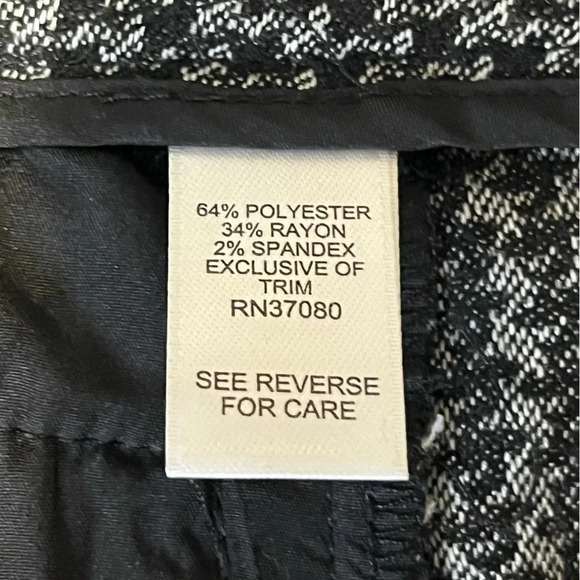 64% POLYESTER
34% RAYON
2% SPANDEX
EXCLUSIVE OF
TRIM
RN37080
SEE REVERSE
FOR CARE